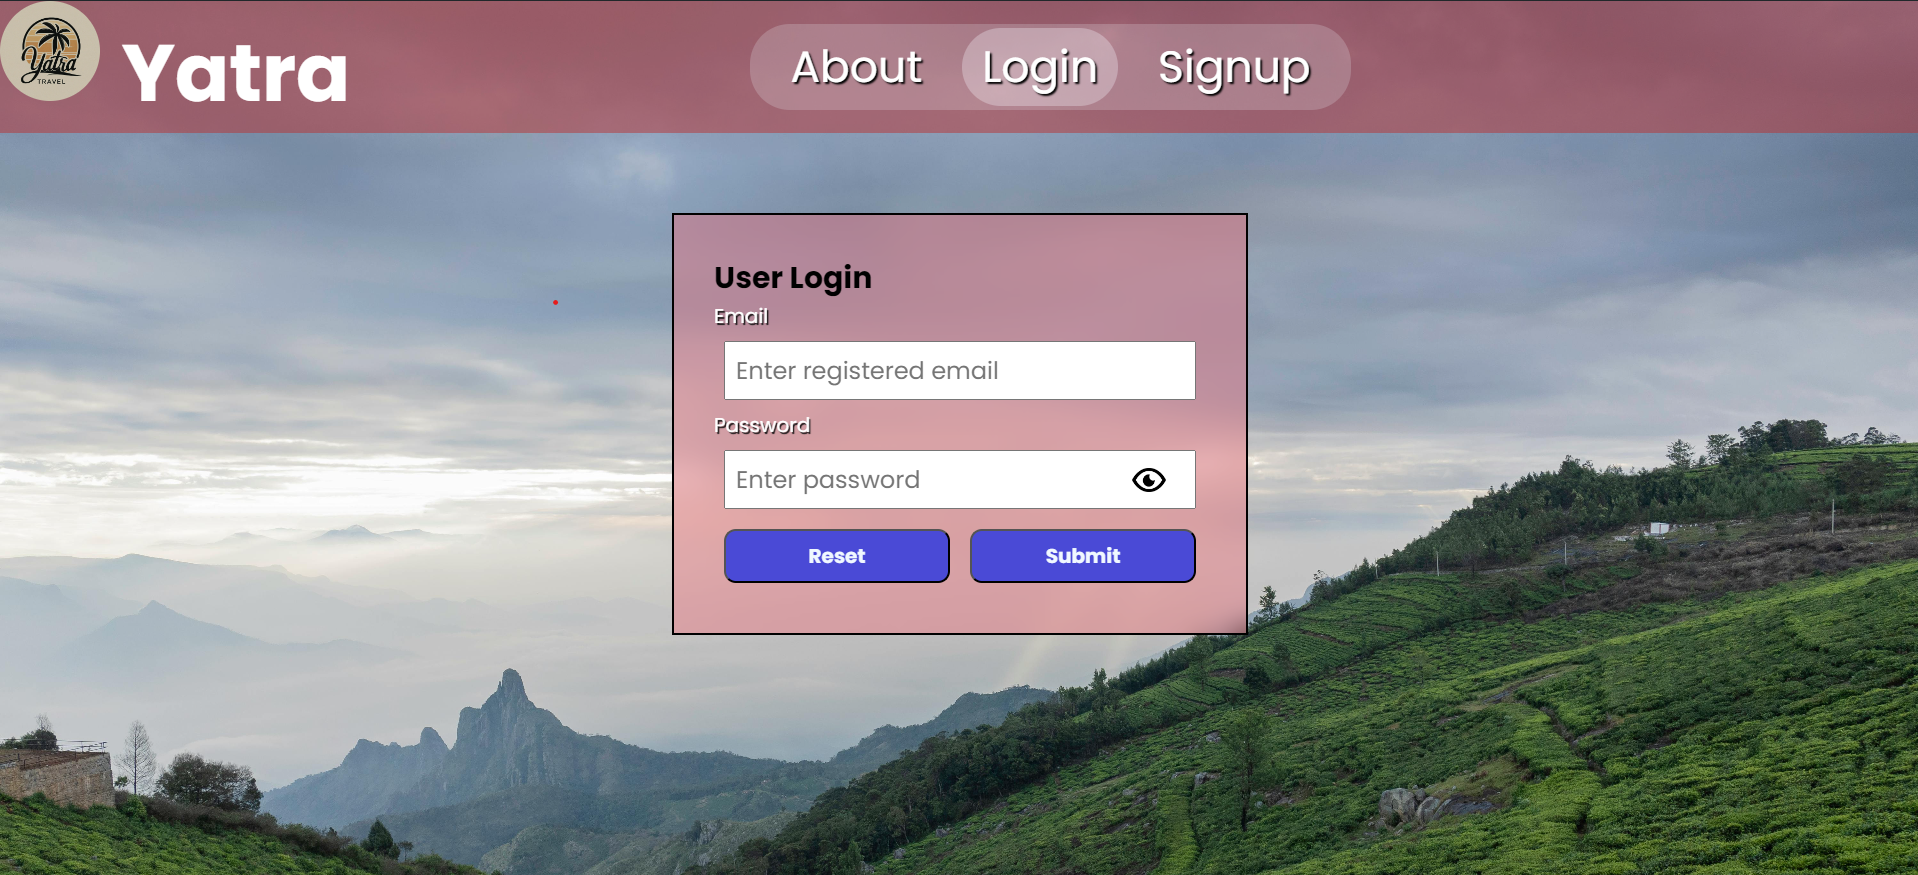 Yatra
TRAVEL
Yatra
About
Login
Signup
User Login
Email
Enter registered email
Password
Enter password
Reset
Submit